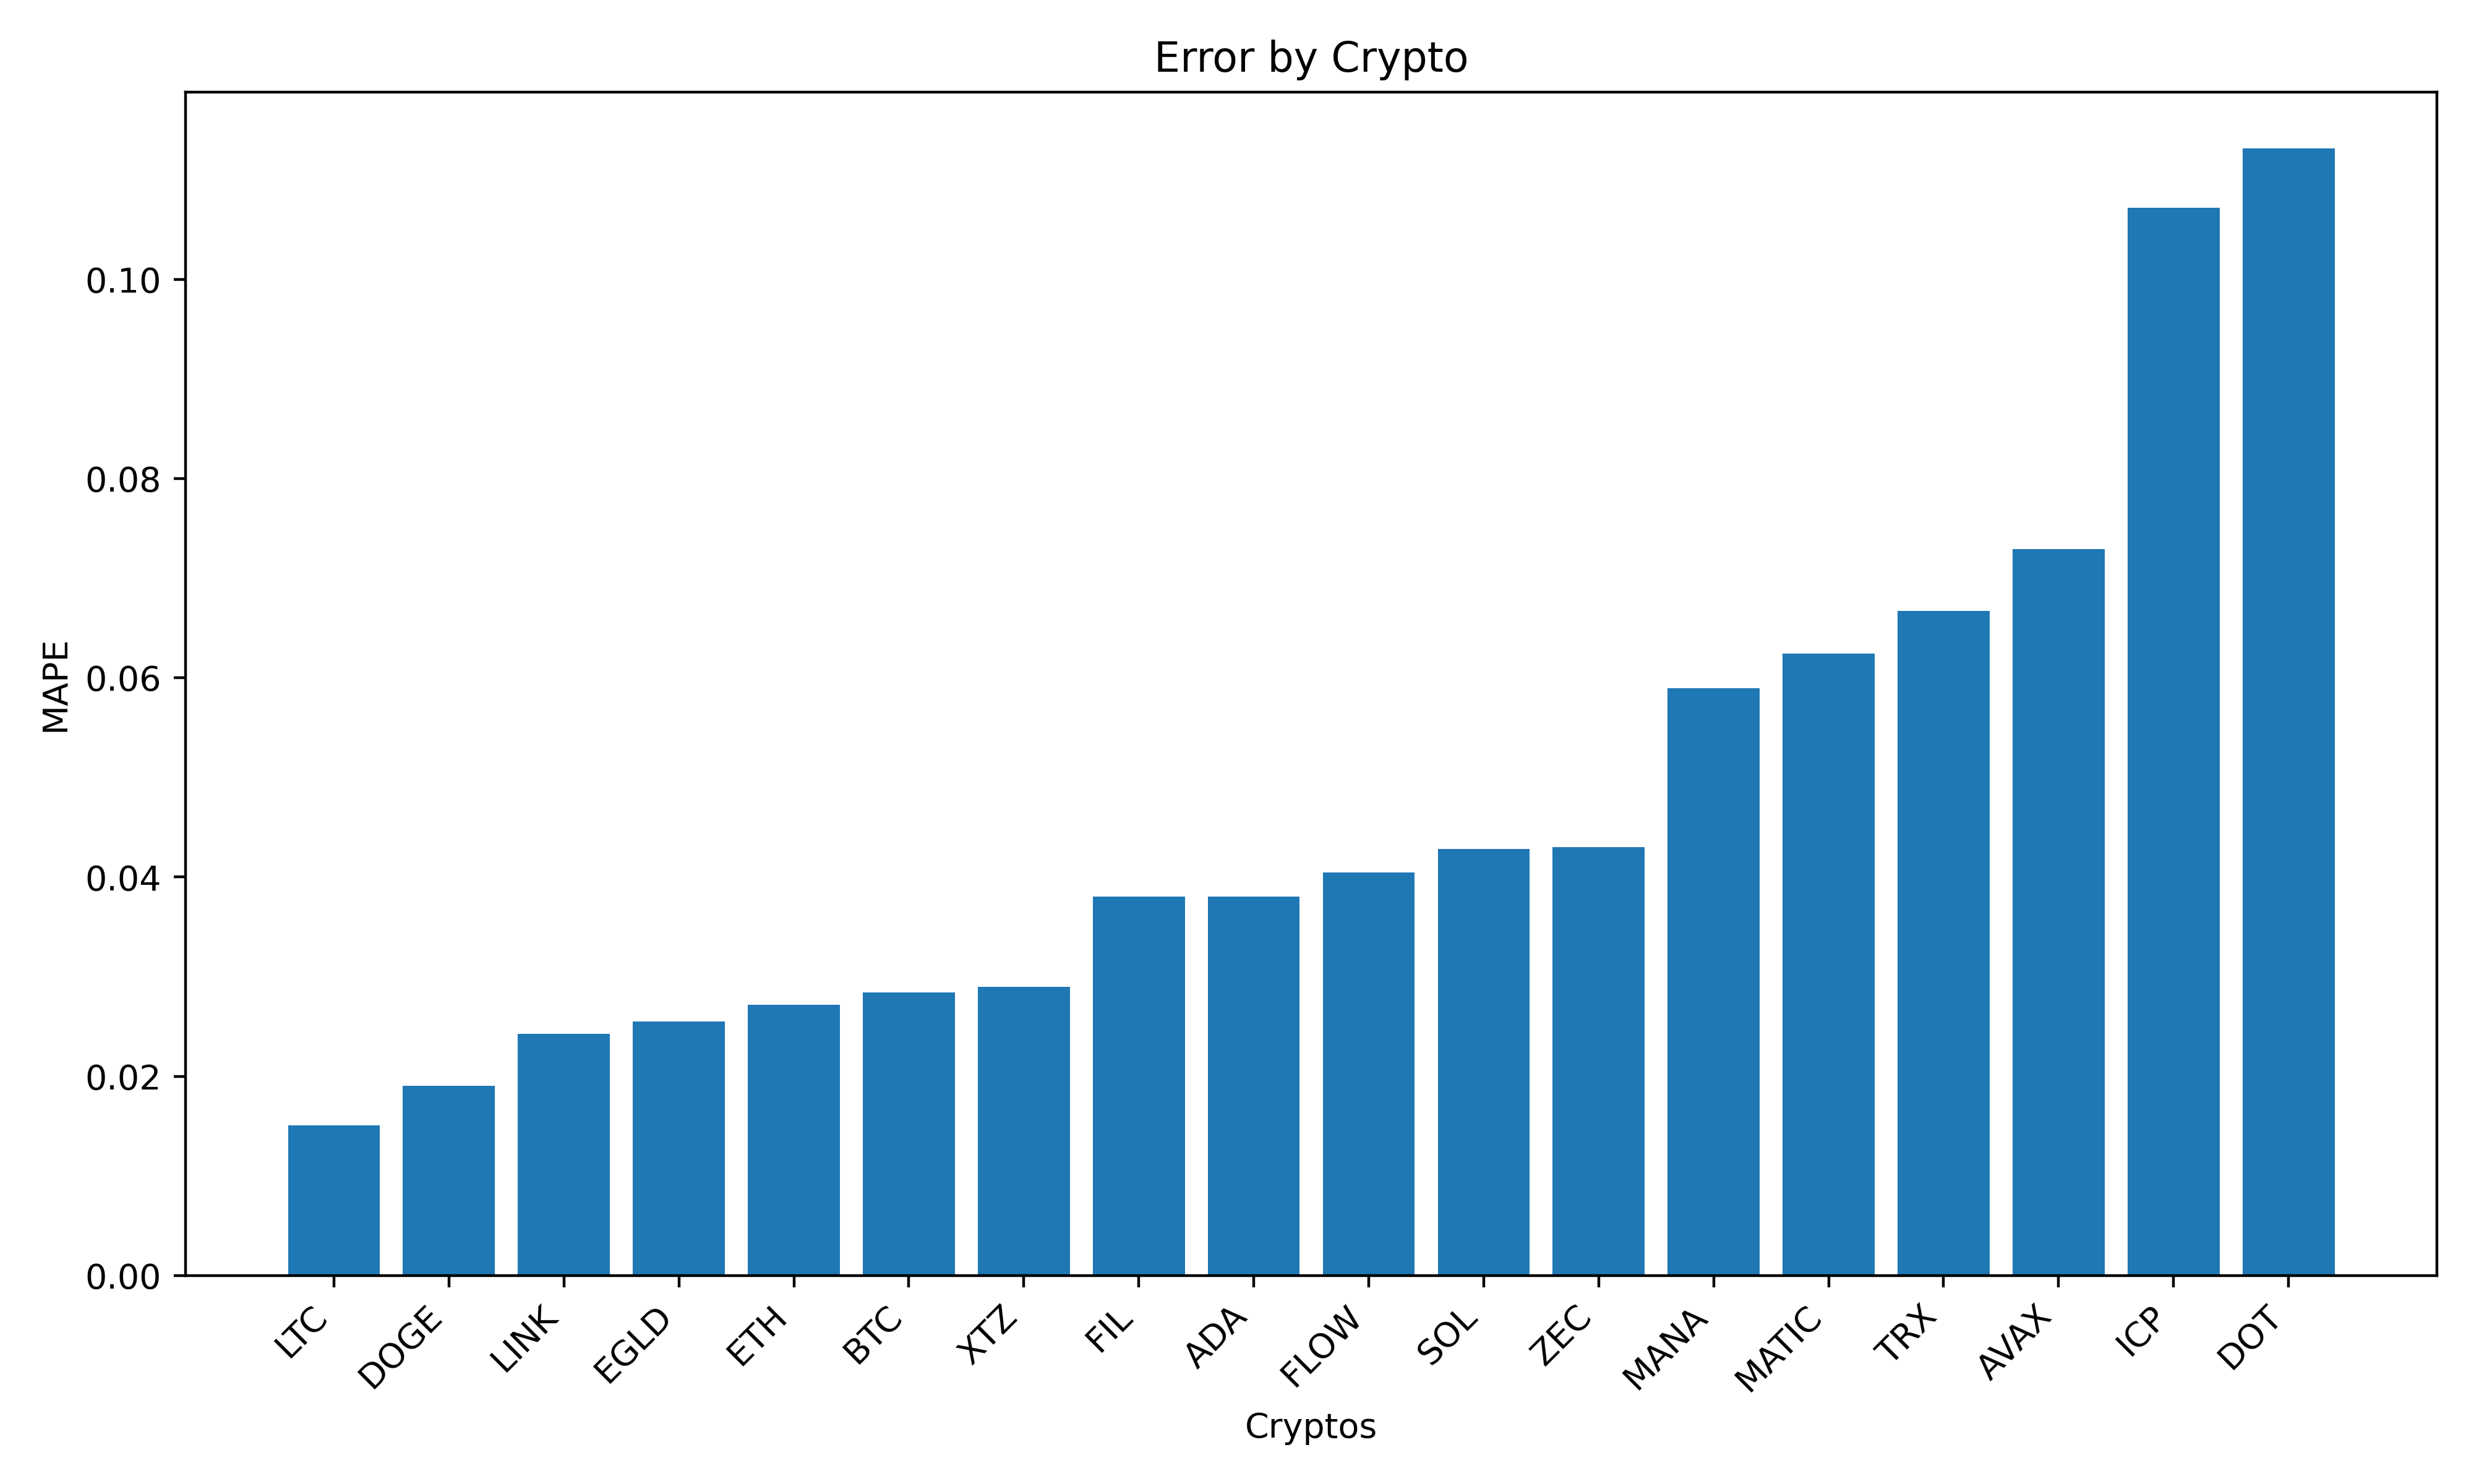 Error by Crypto
MAPE
0.10
0.08
0.06
0.04
0.02
0.00
LTC
DOGE
LINK
EGLD
ETH
BTC
XTZ
FIL
ADA
FLOW
SOL
ZEC
MANA
MATIC
TRX
AVAX
ICP
DOT
Cryptos